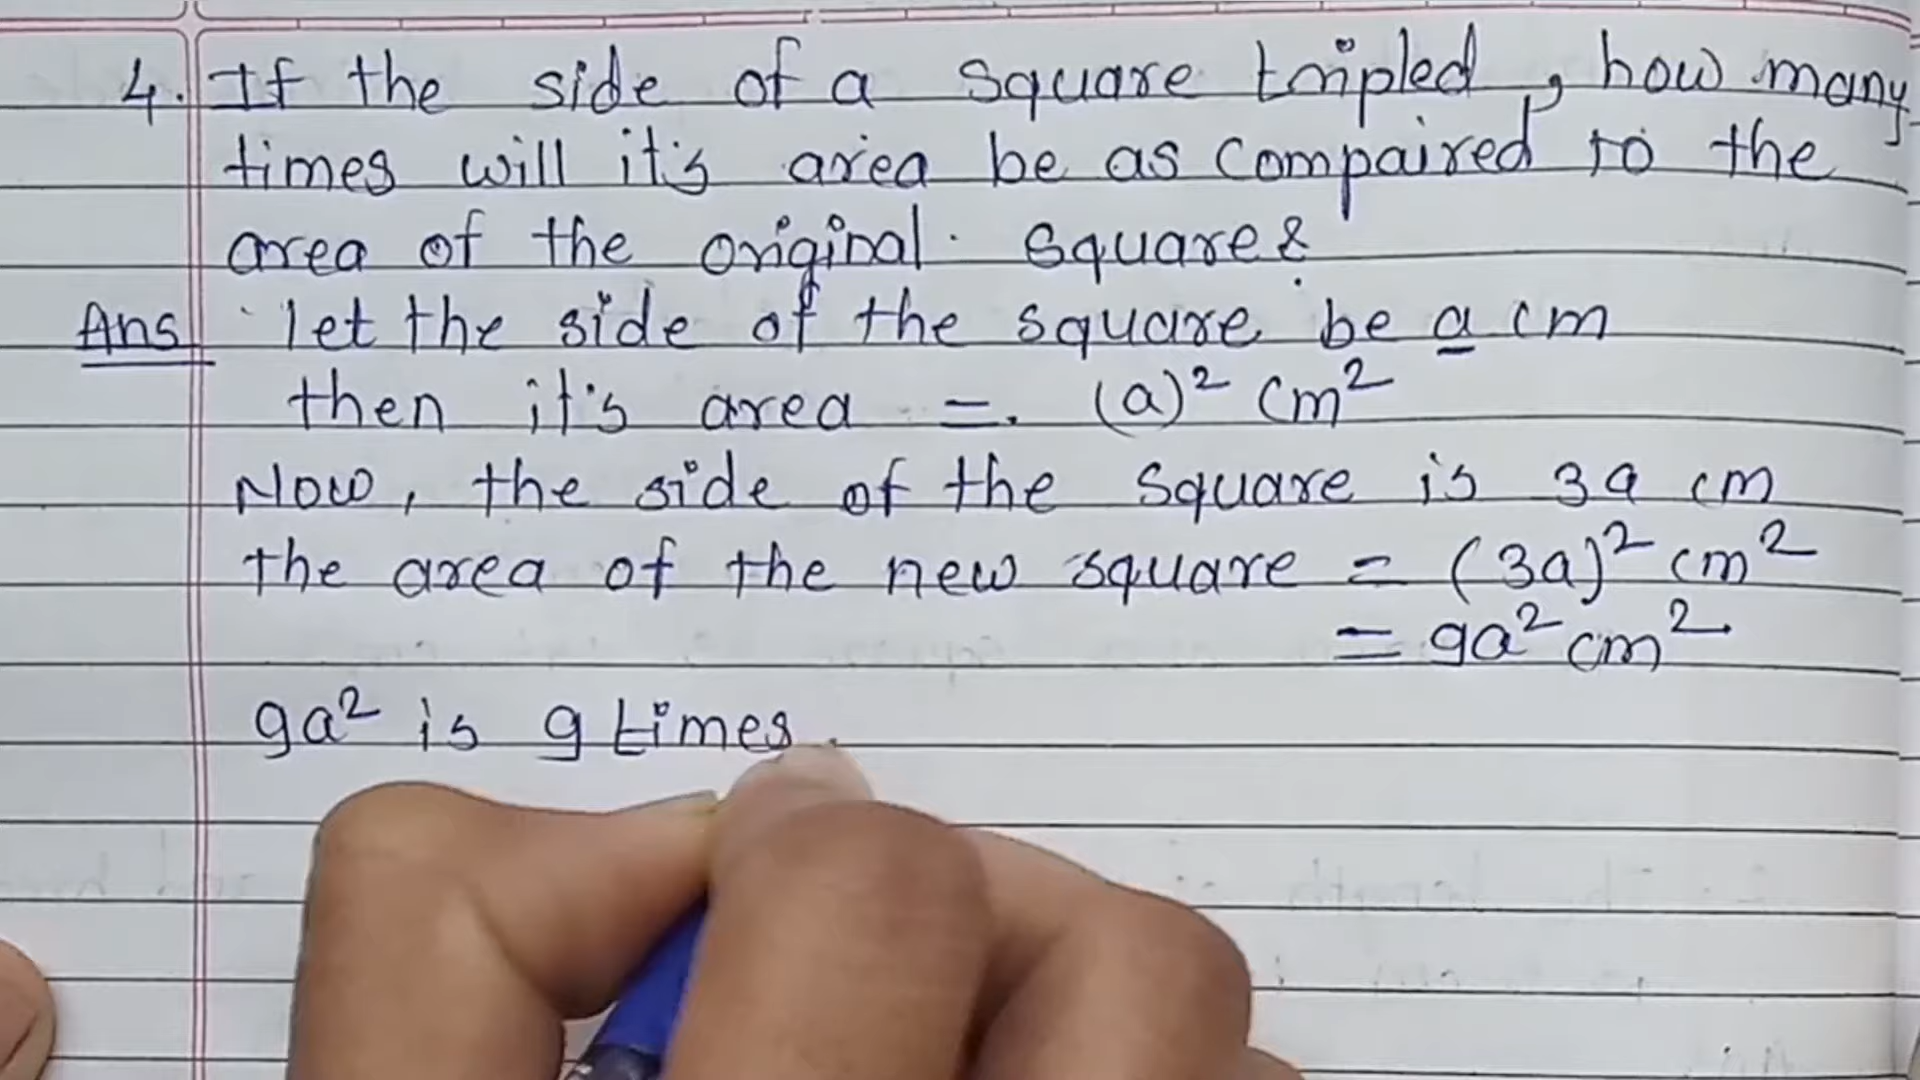 4. If the side of a square tripled, how many
times will it's area be as compaired to the
area of the original square?
Ans let the side of the square be a cm
then it's area = (a)² cm²
Now, the side of the square is 3a cm
the area of the new square = (3a)² cm²
= 9a² cm²
9a² is 9 times